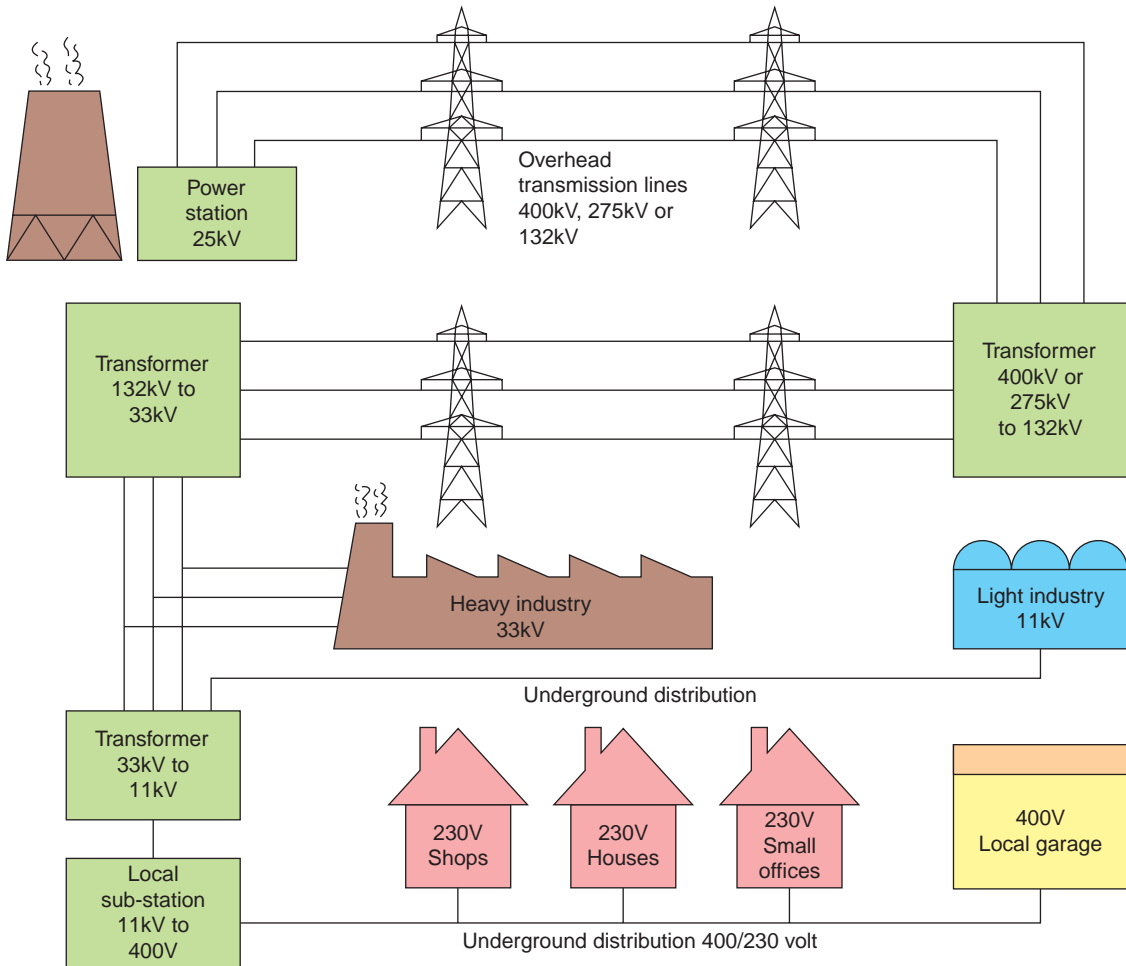 Power
station
25kV
Overhead
transmission lines
400kV, 275kV or
132kV
Transformer
132kV to
33kV
Transformer
400kV or
275kV
to 132kV
Heavy industry
33kV
Light industry
11kV
Underground distribution
Transformer
33kV to
11kV
230V
Shops
230V
Houses
230V
Small
offices
400V
Local garage
Local
sub-station
11kV to
400V
Underground distribution 400/230 volt